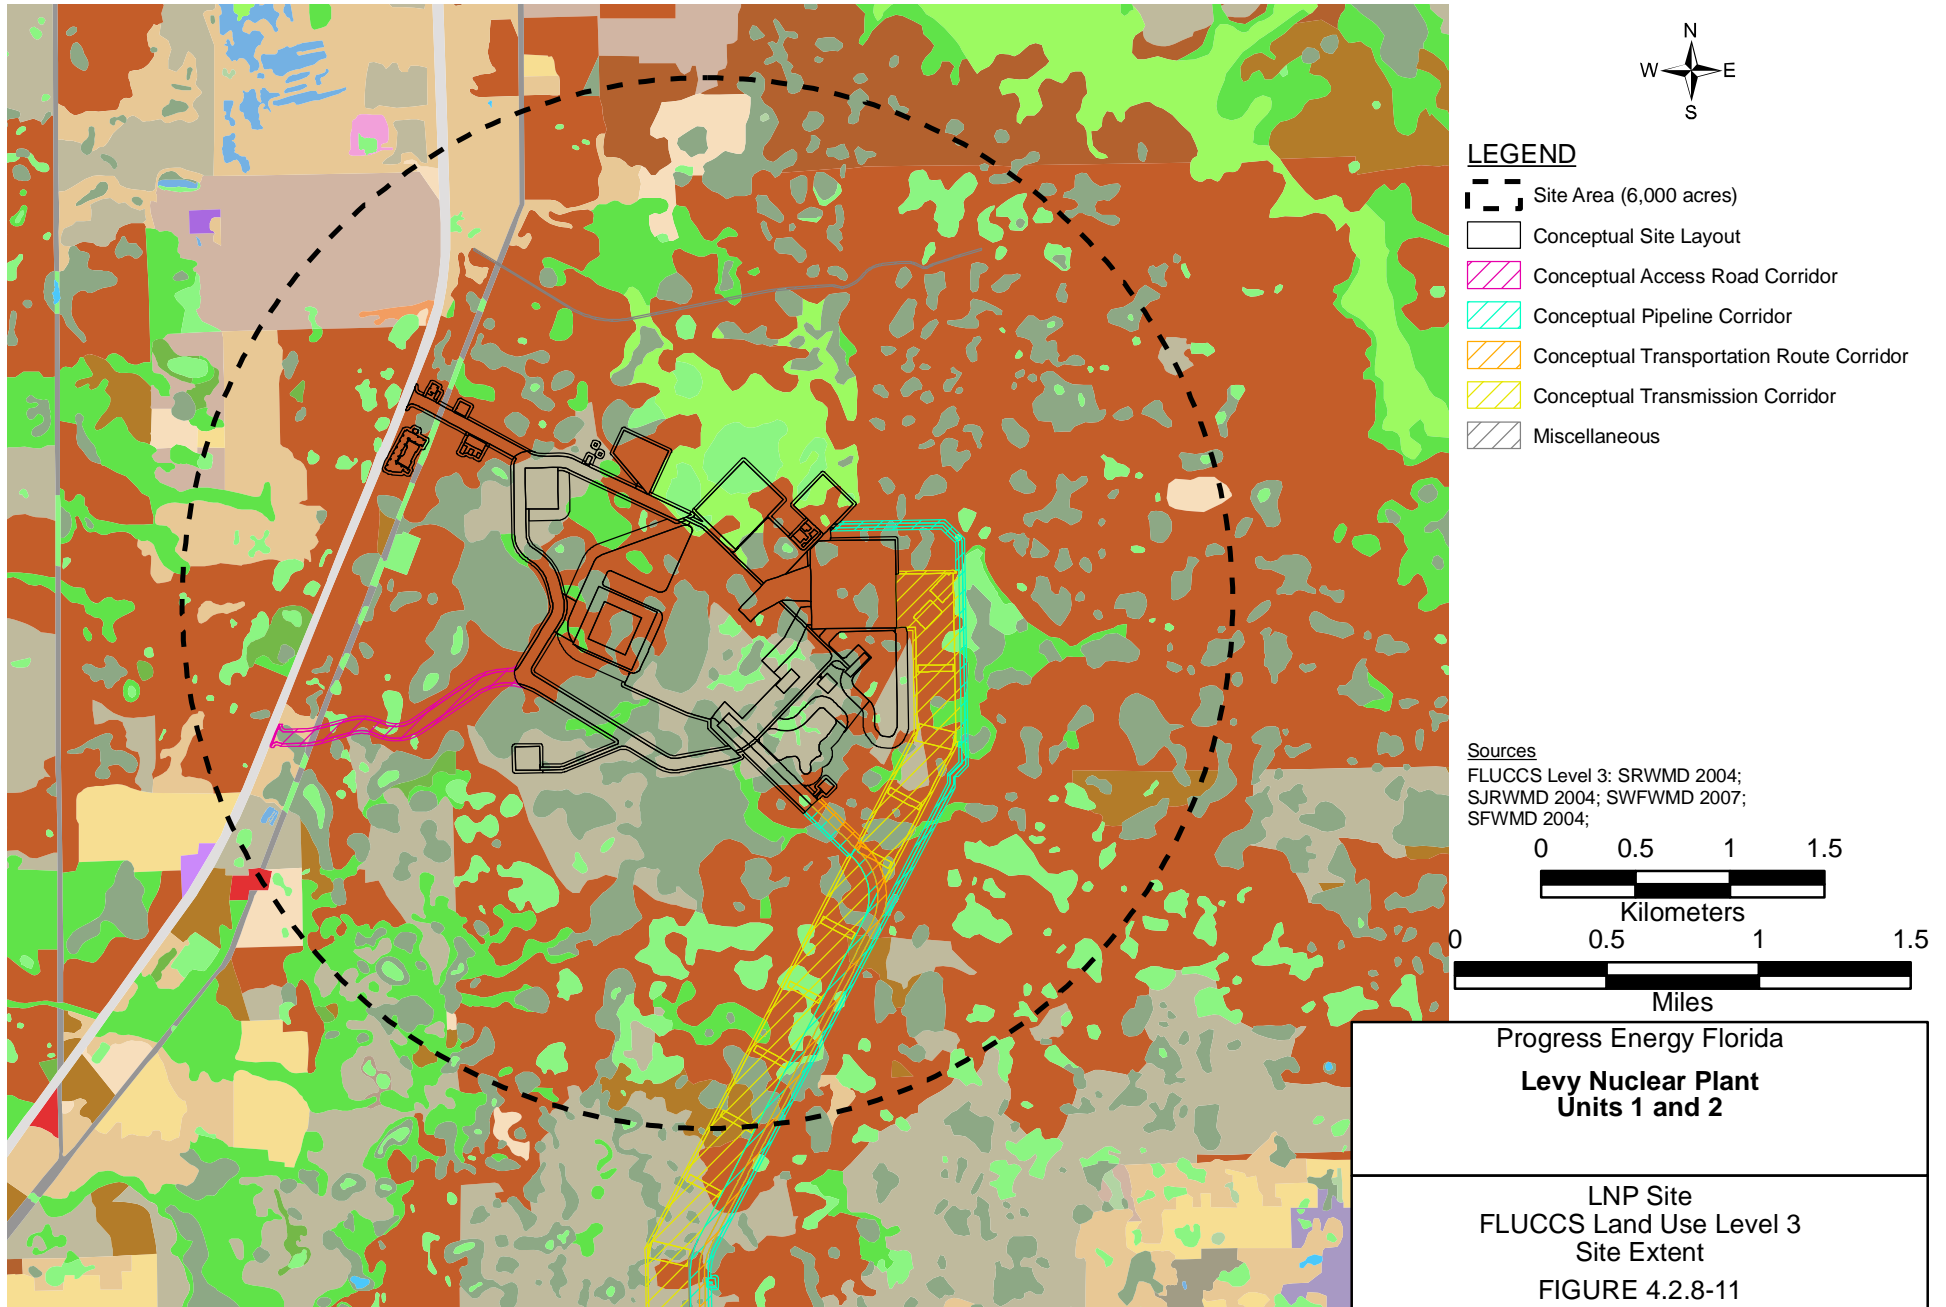 N
W E
S
LEGEND
Site Area (6,000 acres)
Conceptual Site Layout
Conceptual Access Road Corridor
Conceptual Pipeline Corridor
Conceptual Transportation Route Corridor
Conceptual Transmission Corridor
Miscellaneous
Sources
FLUCCS Level 3: SRWMD 2004;
SJRWMD 2004; SWFWMD 2007;
SFWMD 2004;
0 0.5 1 1.5
Kilometers
0 0.5 1 1.5
Miles
Progress Energy Florida
Levy Nuclear Plant
Units 1 and 2
LNP Site
FLUCCS Land Use Level 3
Site Extent
FIGURE 4.2.8-11